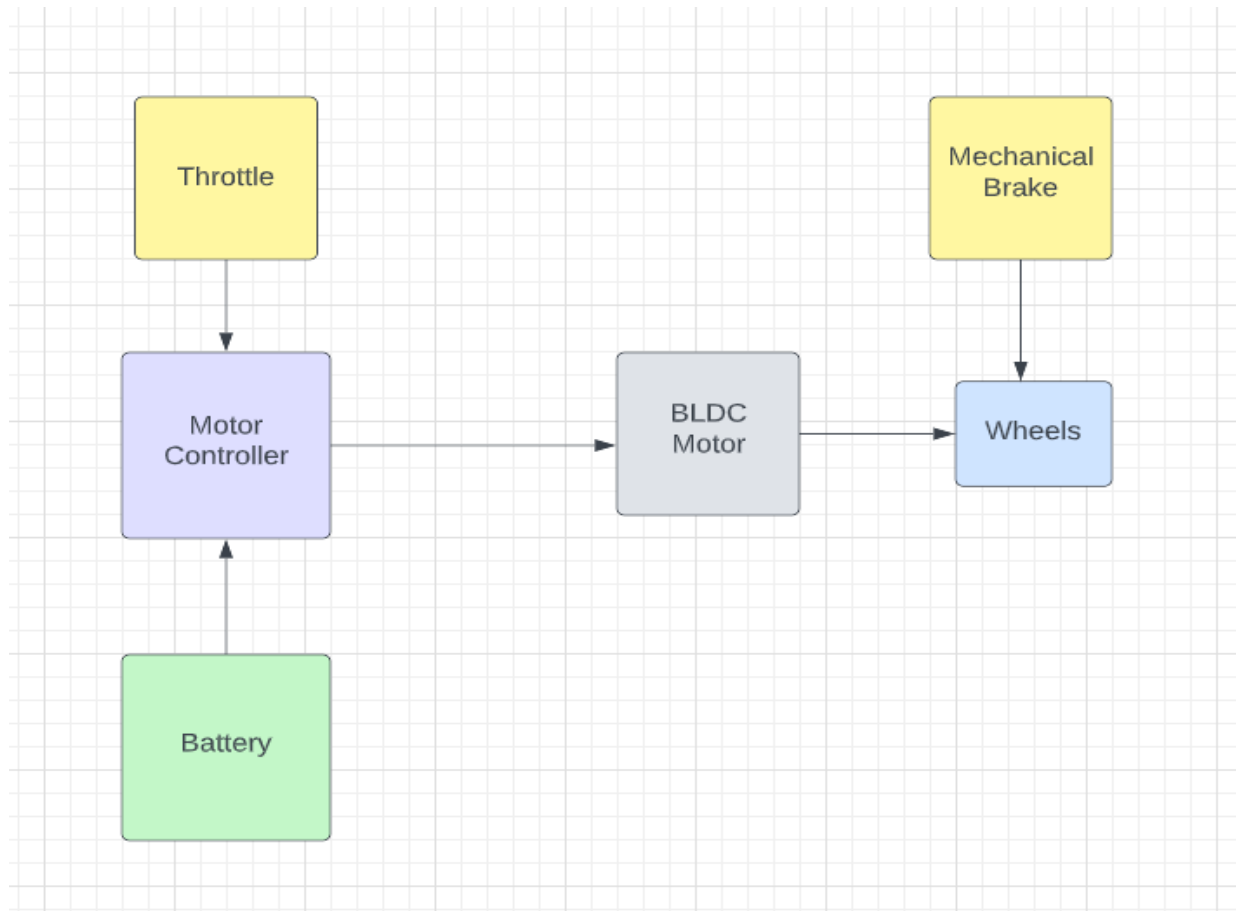 Throttle
Mechanical
Brake
Motor
Controller
BLDC
Motor
Wheels
Battery